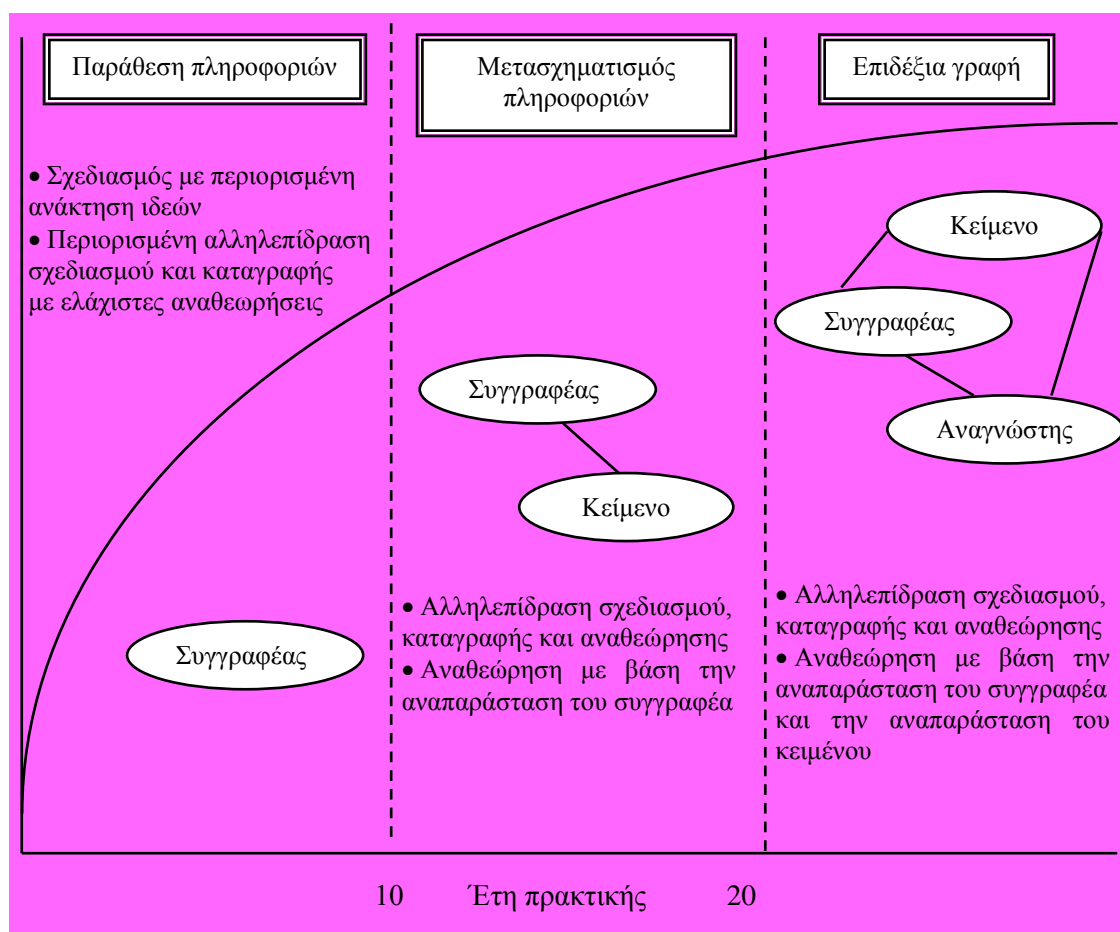 Παράθεση πληροφοριών
Μετασχηματισμός
πληροφοριών
Επιδέξια γραφή
• Σχεδιασμός με περιορισμένη
ανάκτηση ιδεών
• Περιορισμένη αλληλεπίδραση
σχεδιασμού και καταγραφής
με ελάχιστες αναθεωρήσεις
Συγγραφέας
Συγγραφέας
Κείμενο
• Αλληλεπίδραση σχεδιασμού,
καταγραφής και αναθεώρησης
• Αναθεώρηση με βάση την
αναπαράσταση του συγγραφέα
Κείμενο
Συγγραφέας
Αναγνώστης
• Αλληλεπίδραση σχεδιασμού,
καταγραφής και αναθεώρησης
• Αναθεώρηση με βάση την
αναπαράσταση του συγγραφέα
και την αναπαράσταση του
κειμένου
10 Έτη πρακτικής 20